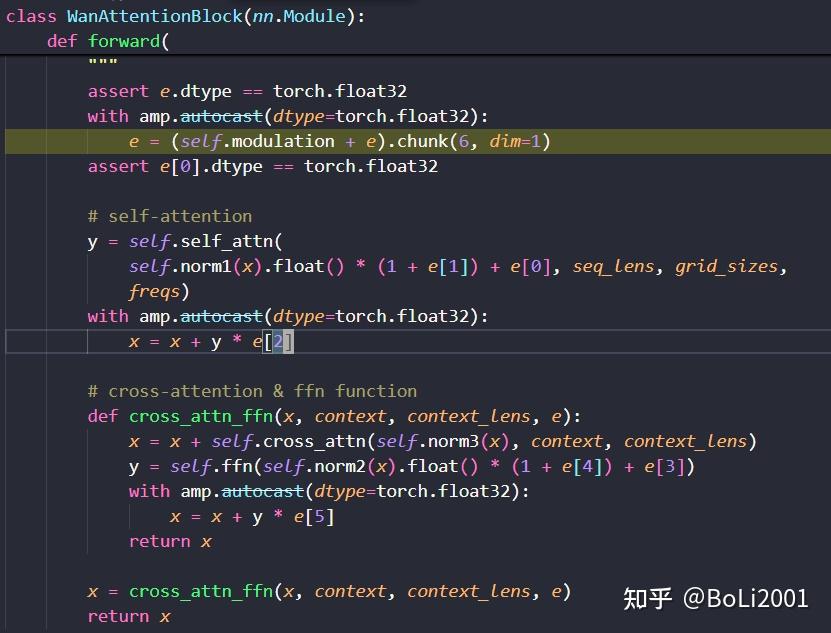 class WanAttentionBlock(nn.Module):
    def forward(
        """
        assert e.dtype == torch.float32
        with amp.autocast(dtype=torch.float32):
            e = (self.modulation + e).chunk(6, dim=1)
        assert e[0].dtype == torch.float32

        # self-attention
        y = self.self_attn(
            self.norm1(x).float() * (1 + e[1]) + e[0], seq_lens, grid_sizes,
            freqs)
        with amp.autocast(dtype=torch.float32):
            x = x + y * e[2]

        # cross-attention & ffn function
        def cross_attn_ffn(x, context, context_lens, e):
            x = x + self.cross_attn(self.norm3(x), context, context_lens)
            y = self.ffn(self.norm2(x).float() * (1 + e[4]) + e[3])
            with amp.autocast(dtype=torch.float32):
                x = x + y * e[5]
            return x

        x = cross_attn_ffn(x, context, context_lens, e)
        return x
知乎 @BoLi2001